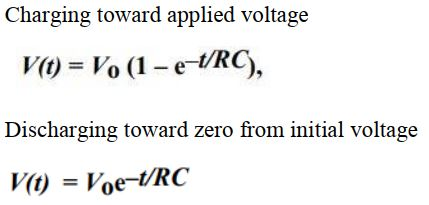 Charging toward applied voltage
V(t) = V₀ (1 – e–t/RC),
Discharging toward zero from initial voltage
V(t) = V₀e–t/RC